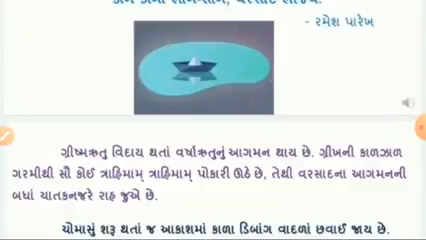 - રમેશ પારેખ
ગ્રીષ્મઋતુ વિદાય થતાં વર્ષાઋતુનું આગમન થાય છે. ગ્રીખની કાળઝાળ
ગરમીથી સૌ કોઈ ત્રાહિમામ્ ત્રાહિમામ્ પોકારી ઊઠે છે, તેથી વરસાદના આગમનની
બધાં ચાતકનજરે રાહ જુએ છે.
ચોમાસું શરૂ થતાં જ આકાશમાં કાળા ડિબાંગ વાદળાં છવાઈ જાય છે.